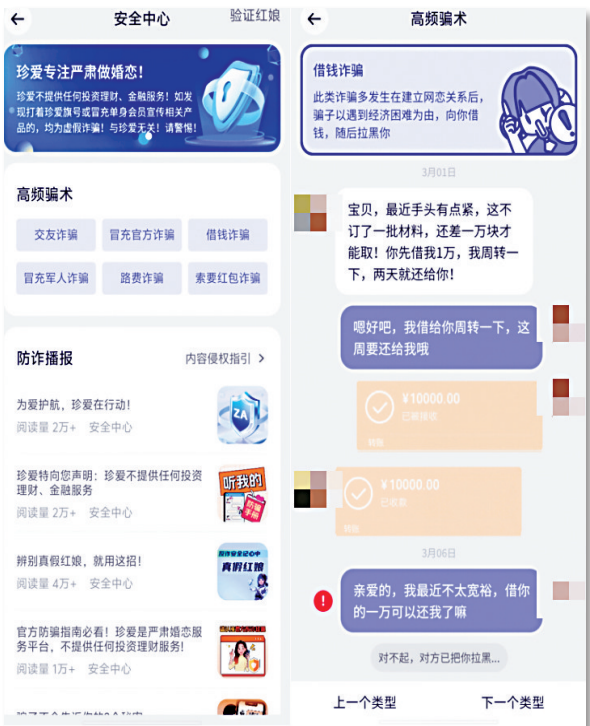 安全中心
验证红娘
珍爱专注严肃做婚恋!
珍爱不提供任何投资理财、金融服务! 如发
现打着珍爱旗号或冒充单身会员宣传相关产
品的, 均为虚假诈骗! 与珍爱无关! 请警惕!
高频骗术
交友诈骗
冒充官方诈骗
借钱诈骗
冒充军人诈骗
路费诈骗
索要红包诈骗
防诈播报
内容侵权指引 >
为爱护航, 珍爱在行动!
阅读量 2万+ 安全中心
ZA
珍爱特向您声明: 珍爱不提供任何投资
理财、金融服务
阅读量 2万+ 安全中心
听我的
防骗
手册
辨别真假红娘, 就用这招!
阅读量 4万+ 安全中心
真假红娘
官方防骗指南必看! 珍爱是严肃婚恋服
务平台, 不提供任何投资理财服务!
阅读量 1万+ 安全中心
高频骗术
借钱诈骗
此类诈骗多发生在建立网恋关系后,
骗子以遇到经济困难为由, 向你借
钱, 随后拉黑你
3月01日
宝贝, 最近手头有点紧, 这不
订了一批材料, 还差一万块才
能取! 你先借我1万, 我周转一
下, 两天就还给你!
嗯好吧, 我借给你周转一下, 这
周要还给我哦
¥10000.00
已被接收
转账
¥10000.00
已收款
转账
3月06日
亲爱的, 我最近不太宽裕, 借你
的一万可以还我了嘛
对不起, 对方已把你拉黑...
上一个类型
下一个类型